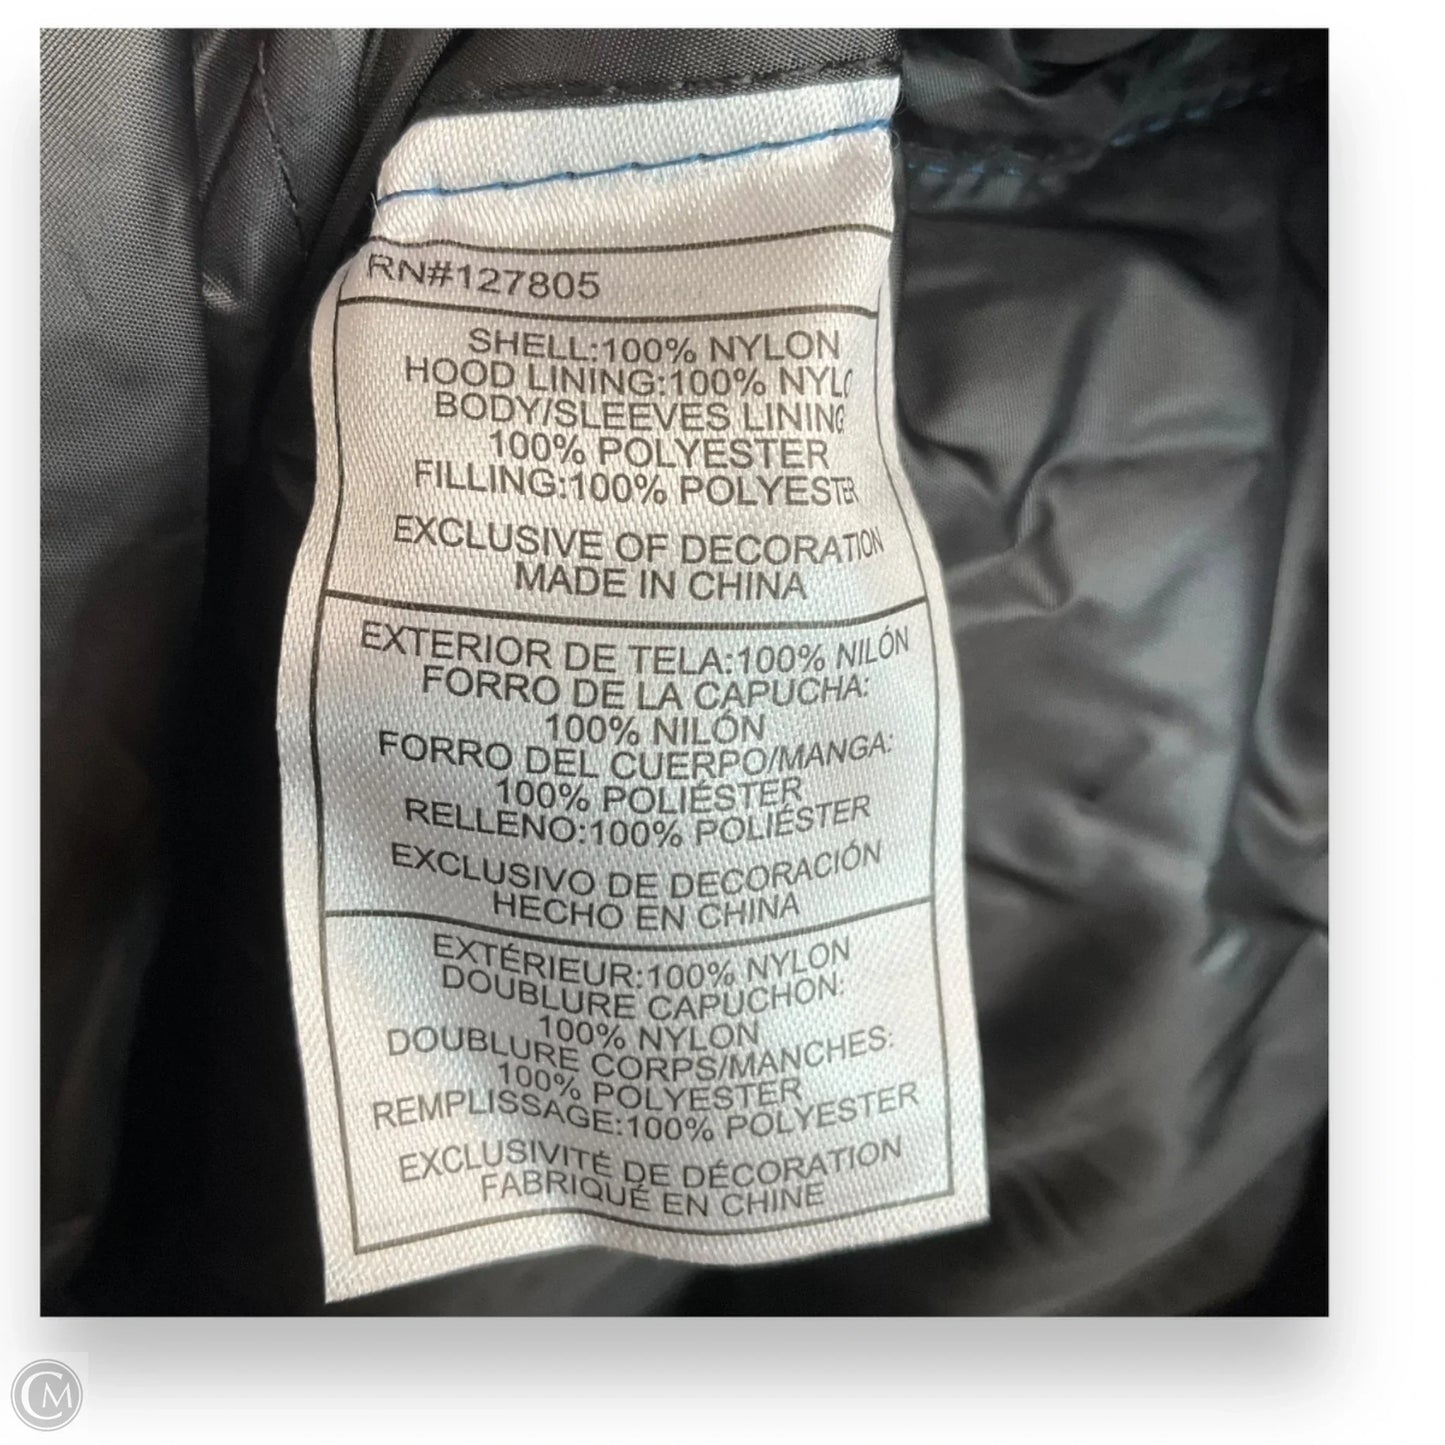 RN#127805
SHELL:100% NYLON
HOOD LINING:100% NYLO
BODY/SLEEVES LINING
100% POLYESTER
FILLING:100% POLYESTER
EXCLUSIVE OF DECORATION
MADE IN CHINA
EXTERIOR DE TELA:100% NILÓN
FORRO DE LA CAPUCHA:
100% NILÓN
FORRO DEL CUERPO/MANGA:
100% POLIÉSTER
RELLENO:100% POLIÉSTER
EXCLUSIVO DE DECORACIÓN
HECHO EN CHINA
EXTÉRIEUR:100% NYLON
DOUBLURE CAPUCHON:
100% NYLON
DOUBLURE CORPS/MANCHES:
100% POLYESTER
REMPLISSAGE:100% POLYESTER
EXCLUSIVITÉ DE DÉCORATION
FABRIQUÉ EN CHINE
CM